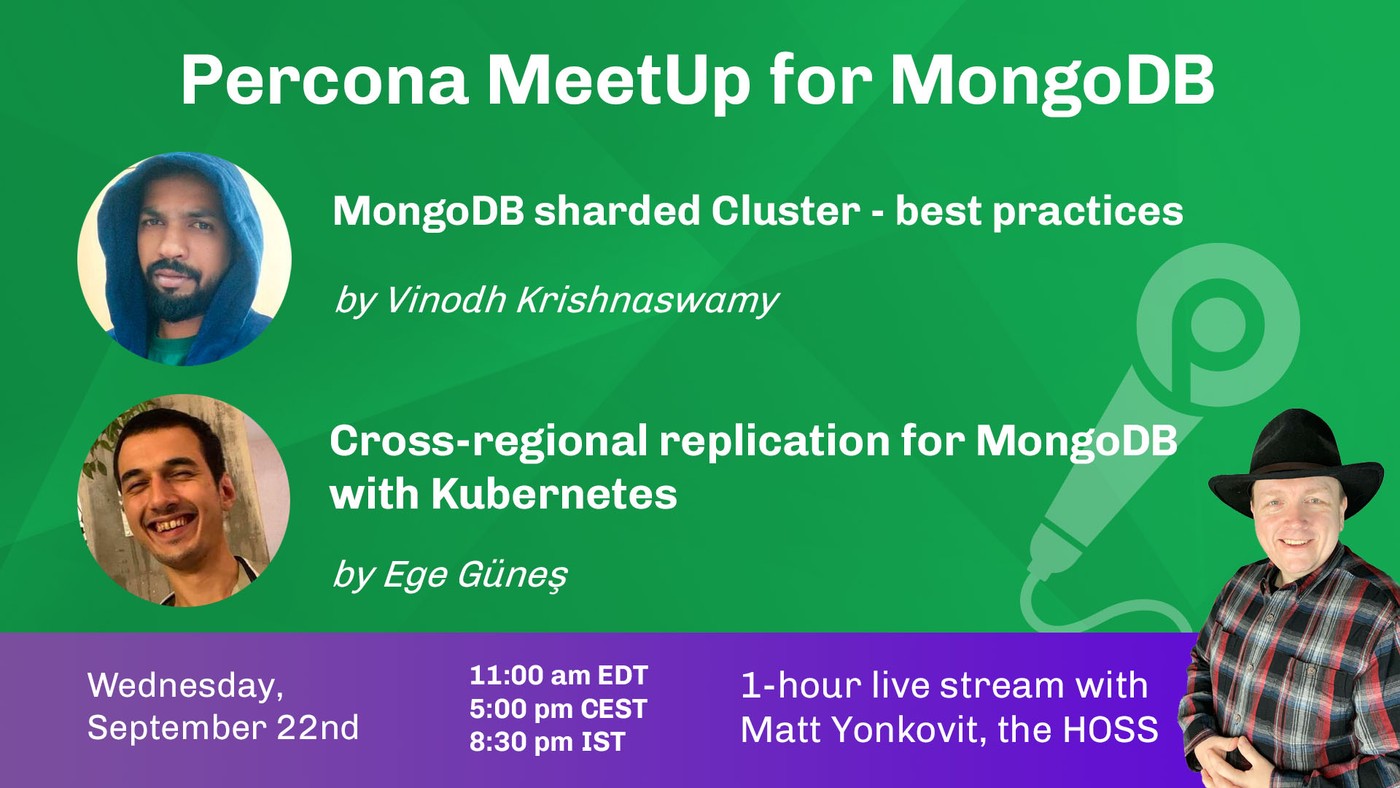 Percona MeetUp for MongoDB
MongoDB sharded Cluster - best practices
by Vinodh Krishnaswamy
Cross-regional replication for MongoDB
with Kubernetes
by Ege Güneş
Wednesday,
September 22nd
11:00 am EDT
5:00 pm CEST
8:30 pm IST
1-hour live stream with
Matt Yonkovit, the HOSS